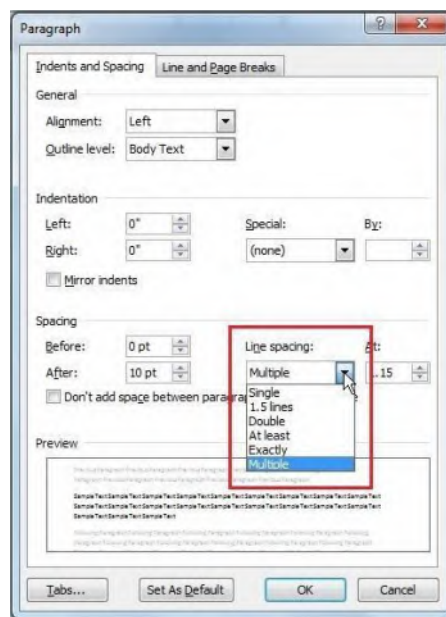 Paragraph
Indents and Spacing
Line and Page Breaks
General
Alignment: Left
Outline level: Body Text
Indentation
Left: 0" Special: By:
Right: 0" (none)
Mirror indents
Spacing
Before: 0 pt Line spacing: At:
After: 10 pt Multiple .15
Don't add space between
Single
1.5 lines
Double
At least
Exactly
Multiple
Preview
Sample Text Sample Text Sample Text Sample Text Sample Text Sample Text Sample Text Sample Text Sample Text
Sample Text Sample Text Sample Text Sample Text Sample Text Sample Text Sample Text Sample Text Sample Text
Sample Text Sample Text Sample Text
Tabs... Set As Default OK Cancel